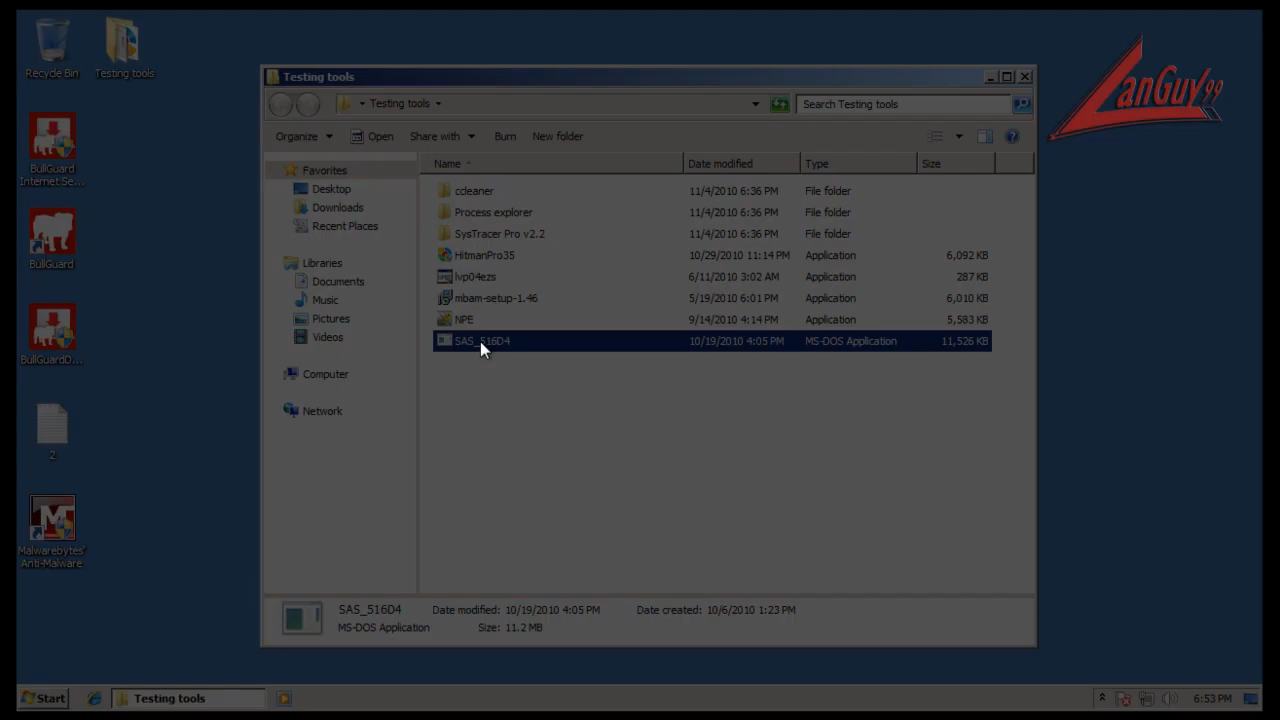 Recycle Bin
Testing tools
BullGuard
Internet Se...
BullGuard
BullGuardD...
2
Malwarebytes'
Anti-Malware
LanGuy99
Testing tools
Testing tools
Search Testing tools
Organize
Open
Share with
Burn
New folder
Favorites
Desktop
Downloads
Recent Places
Libraries
Documents
Music
Pictures
Videos
Computer
Network
Name Date modified Type Size
ccleaner 11/4/2010 6:36 PM File folder
Process explorer 11/4/2010 6:36 PM File folder
SysTracer Pro v2.2 11/4/2010 6:36 PM File folder
HitmanPro35 10/29/2010 11:14 PM Application 6,092 KB
lvp04ezs 6/11/2010 3:02 AM Application 287 KB
mbam-setup-1.46 5/19/2010 6:01 PM Application 6,010 KB
NPE 9/14/2010 4:14 PM Application 5,583 KB
SAS_516D4 10/19/2010 4:05 PM MS-DOS Application 11,526 KB
SAS_516D4 Date modified: 10/19/2010 4:05 PM Date created: 10/6/2010 1:23 PM
MS-DOS Application Size: 11.2 MB
Start
Testing tools
6:53 PM